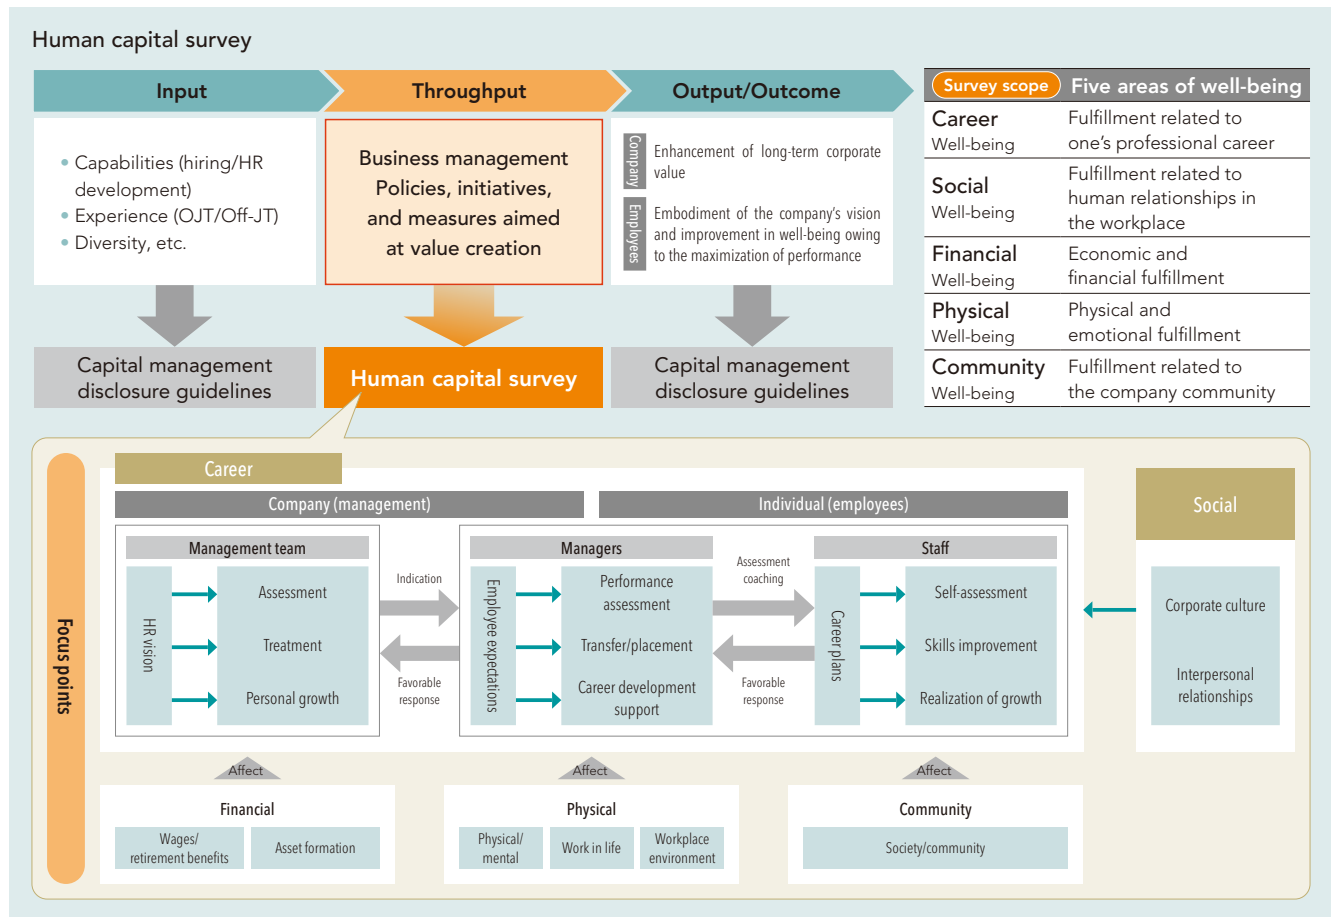 Human capital survey
Input
Throughput
Output/Outcome
• Capabilities (hiring/HR
development)
• Experience (OJT/Off-JT)
• Diversity, etc.
Business management
Policies, initiatives,
and measures aimed
at value creation
Company
Enhancement of long-term corporate
value
Employees
Embodiment of the company's vision
and improvement in well-being owing
to the maximization of performance
Capital management
disclosure guidelines
Human capital survey
Capital management
disclosure guidelines
Survey scope
Five areas of well-being
Career
Well-being
Fulfillment related to
one's professional career
Social
Well-being
Fulfillment related to
human relationships in
the workplace
Financial
Well-being
Economic and
financial fulfillment
Physical
Well-being
Physical and
emotional fulfillment
Community
Well-being
Fulfillment related to
the company community
Focus points
Career
Company (management)
Individual (employees)
Management team
HR vision
Assessment
Treatment
Personal growth
Indication
Favorable
response
Managers
Employee expectations
Performance
assessment
Transfer/placement
Career development
support
Assessment
coaching
Favorable
response
Staff
Career plans
Self-assessment
Skills improvement
Realization of growth
Social
Corporate culture
Interpersonal
relationships
Affect
Financial
Wages/
retirement benefits
Asset formation
Affect
Physical
Physical/
mental
Work in life
Workplace
environment
Affect
Community
Society/community